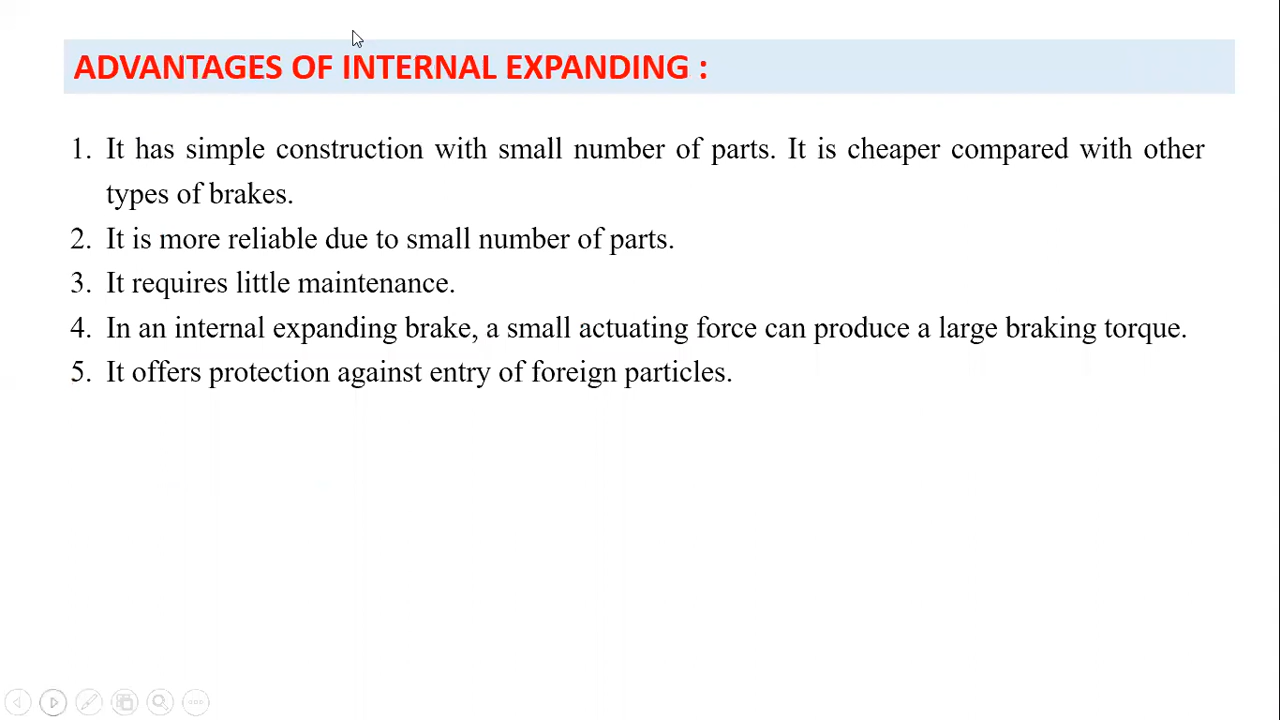 ADVANTAGES OF INTERNAL EXPANDING :
1. It has simple construction with small number of parts. It is cheaper compared with other
types of brakes.
2. It is more reliable due to small number of parts.
3. It requires little maintenance.
4. In an internal expanding brake, a small actuating force can produce a large braking torque.
5. It offers protection against entry of foreign particles.